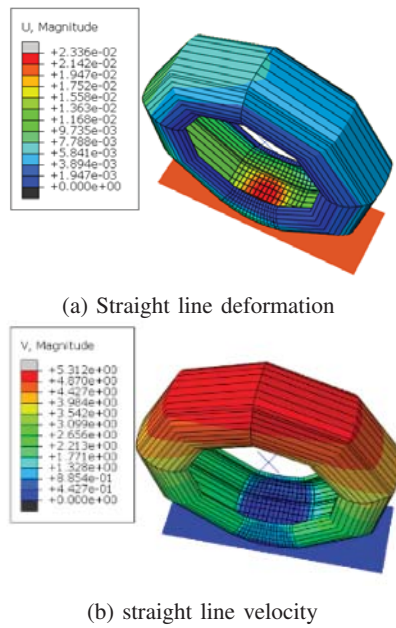 U, Magnitude
+2.336e-02
+2.142e-02
+1.947e-02
+1.752e-02
+1.558e-02
+1.363e-02
+1.168e-02
+9.735e-03
+7.788e-03
+5.841e-03
+3.894e-03
+1.947e-03
+0.000e+00
(a) Straight line deformation
V, Magnitude
+5.312e+00
+4.870e+00
+4.427e+00
+3.984e+00
+3.542e+00
+3.099e+00
+2.656e+00
+2.213e+00
+1.771e+00
+1.328e+00
+8.854e-01
+4.427e-01
+0.000e+00
(b) straight line velocity